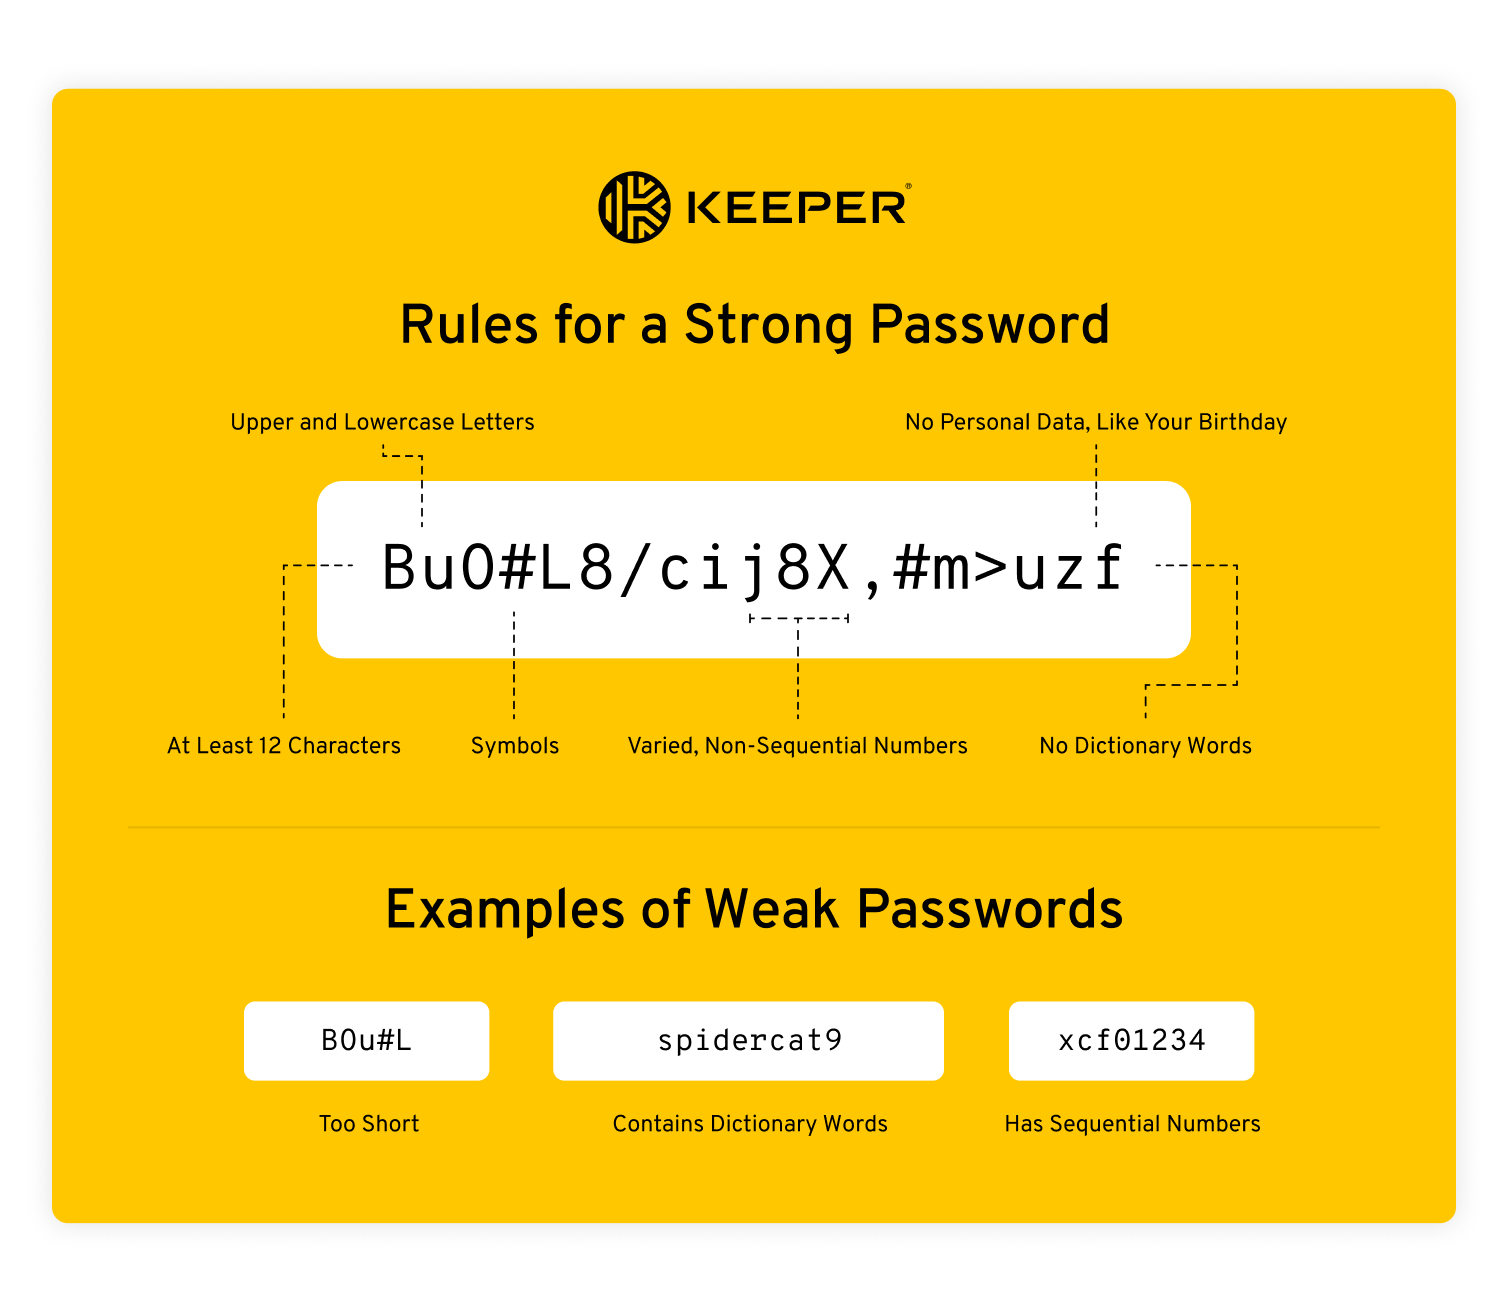 KEEPER®
Rules for a Strong Password
Upper and Lowercase Letters
No Personal Data, Like Your Birthday
BuO#L8/cij8X,#m>uzf
At Least 12 Characters
Symbols
Varied, Non-Sequential Numbers
No Dictionary Words
Examples of Weak Passwords
B0u#L
spidercat9
xcf01234
Too Short
Contains Dictionary Words
Has Sequential Numbers